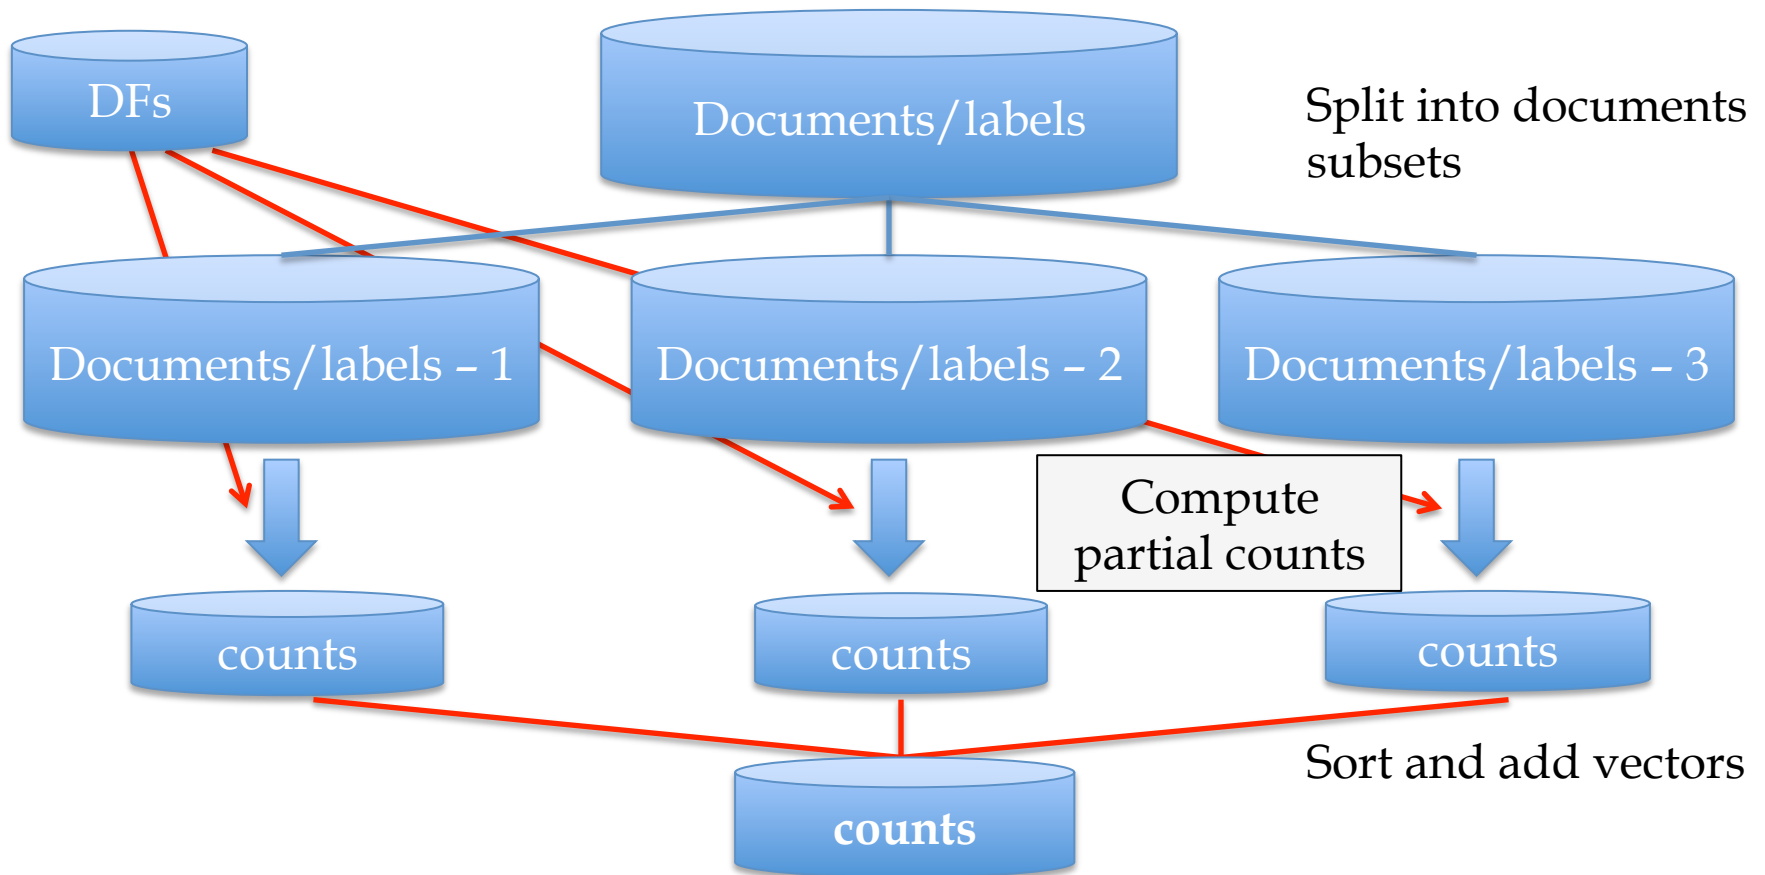 DFs
Documents/labels
Split into documents
subsets
Documents/labels – 1
Documents/labels – 2
Documents/labels – 3
Compute
partial counts
counts
counts
counts
Sort and add vectors
counts